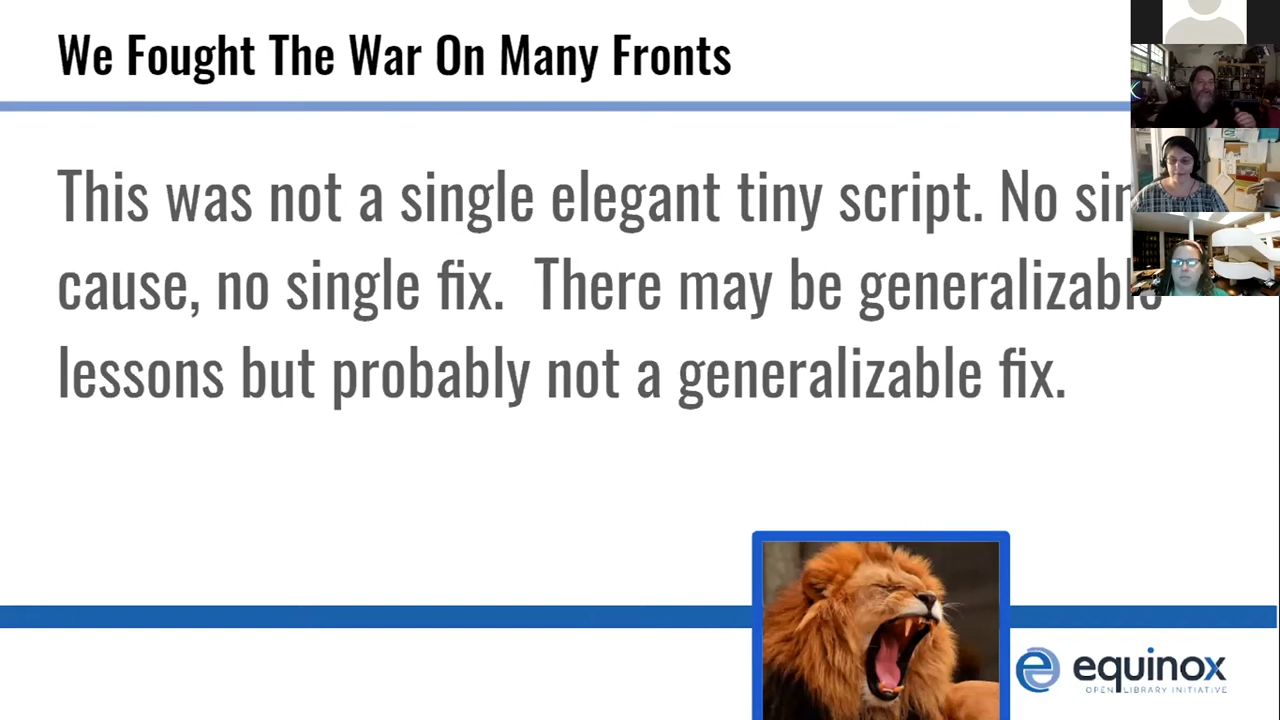 We Fought The War On Many Fronts
This was not a single elegant tiny script. No
cause, no single fix. There may be generalizable
lessons but probably not a generalizable fix.
equinox
OPEN LIBRARY INITIATIVE